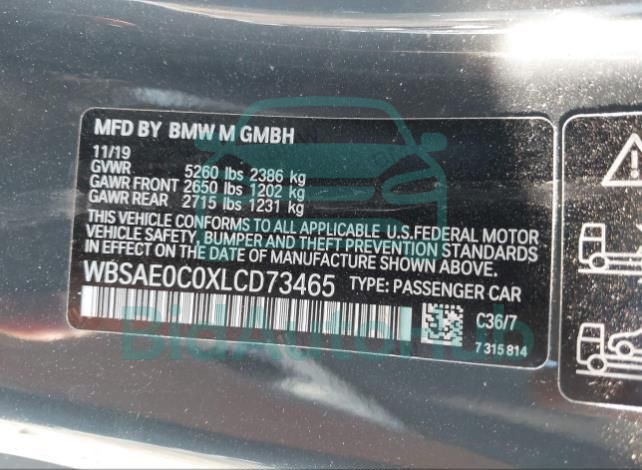 MFD BY BMW M GMBH
11/19
GVWR 5260 lbs 2386 kg
GAWR FRONT 2650 lbs 1202 kg
GAWR REAR 2715 lbs 1231 kg
THIS VEHICLE CONFORMS TO ALL APPLICABLE U.S.FEDERAL MOTOR
VEHICLE SAFETY, BUMPER AND THEFT PREVENTION STANDARDS
IN EFFECT ON THE DATE OF MANUFACTURE SHOWN ABOVE.
WBSAE0C0XLCD73465 TYPE: PASSENGER CAR
C36/7
7 315 814
BidAutoHub